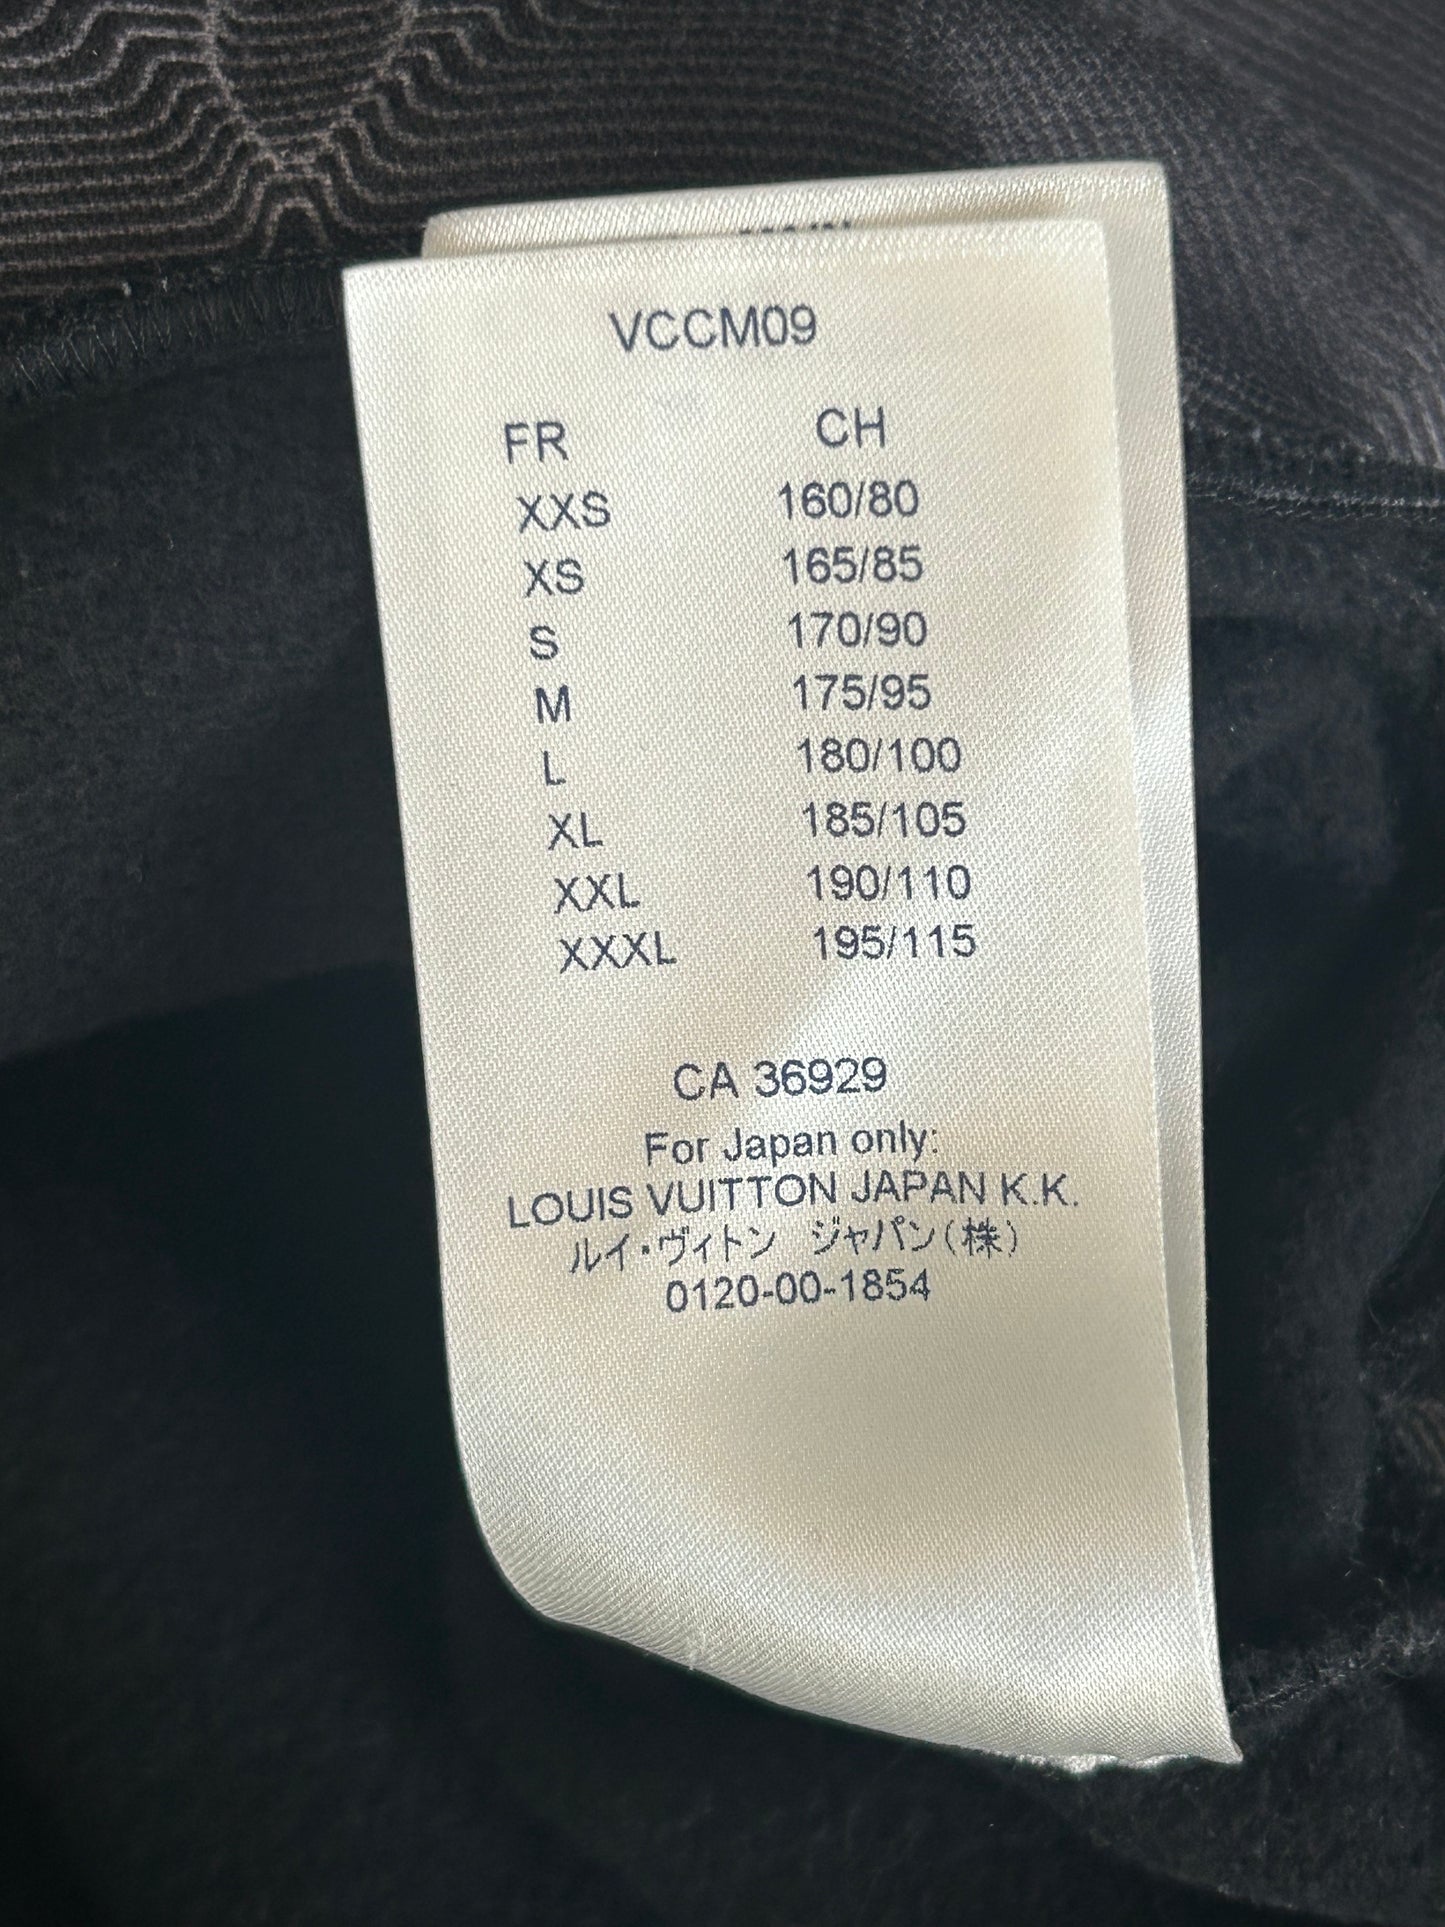 VCCM09
FR CH
XXS 160/80
XS 165/85
S 170/90
M 175/95
L 180/100
XL 185/105
XXL 190/110
XXXL 195/115
CA 36929
For Japan only:
LOUIS VUITTON JAPAN K.K.
ルイ・ヴィトン ジャパン(株)
0120-00-1854